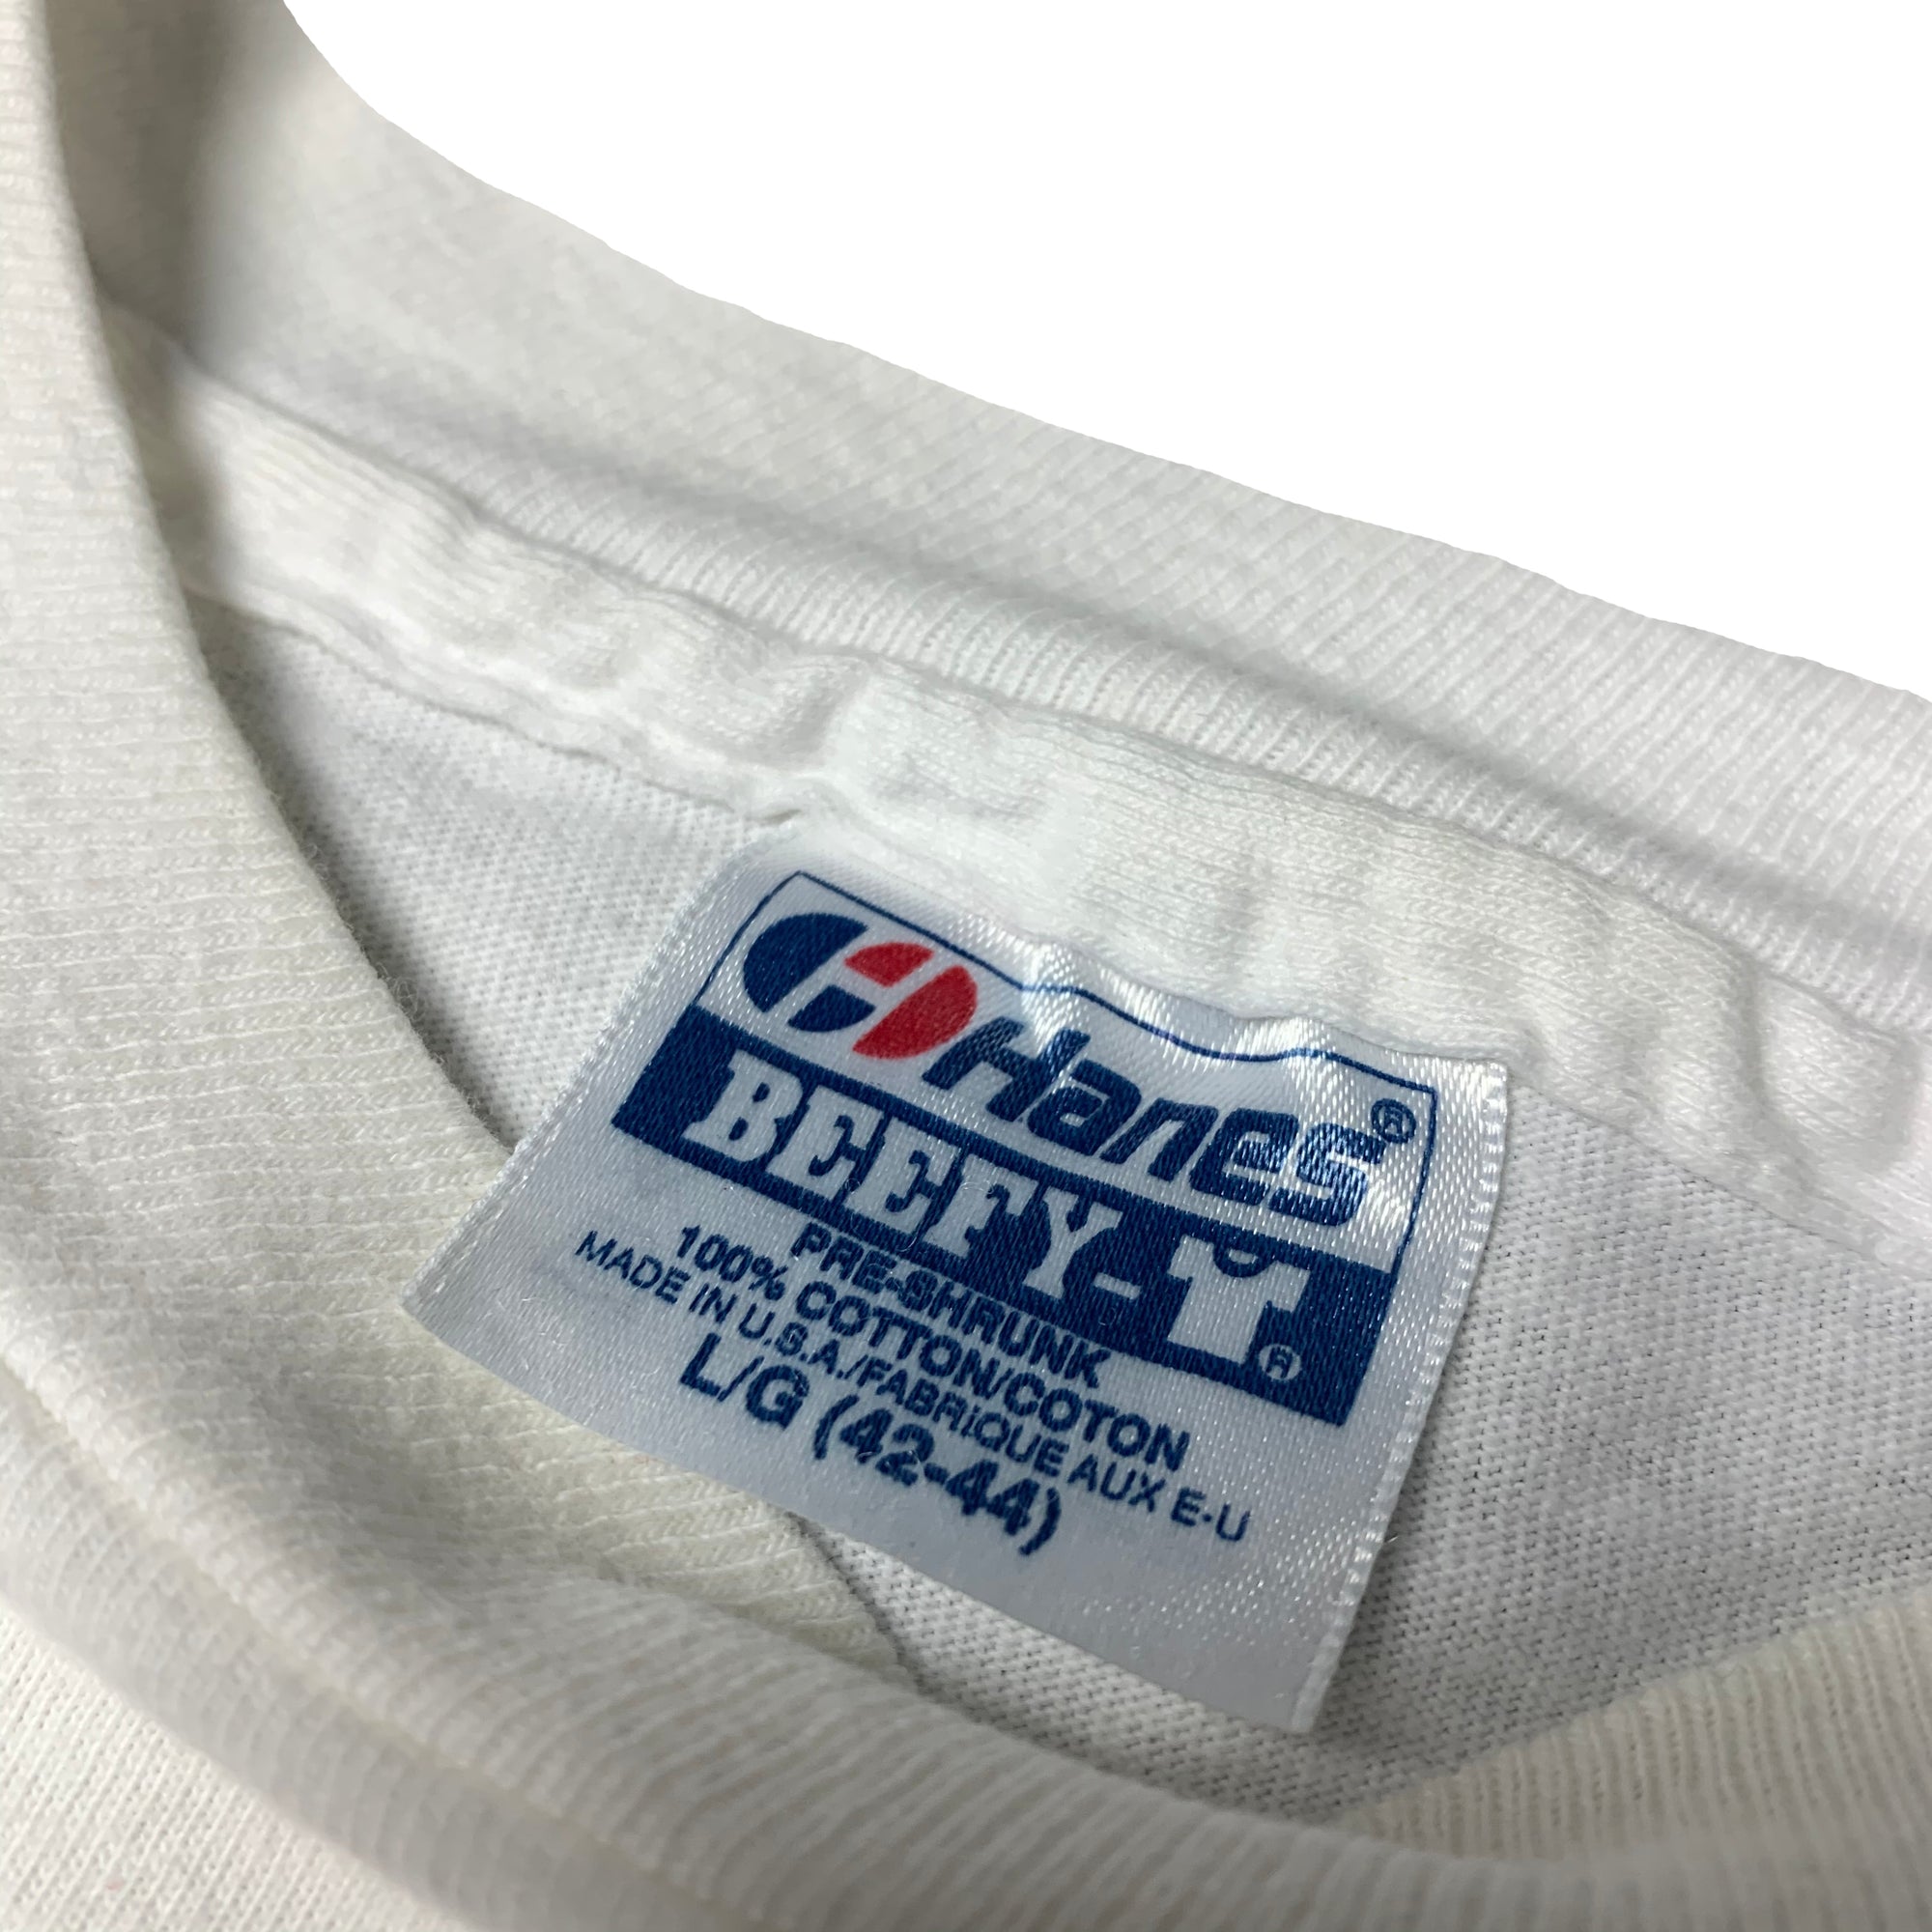 Hanes®
BEEFY-T®
PRE-SHRUNK
100% COTTON/COTON
MADE IN U.S.A./FABRiQUE AUX E·U
L/G (42-44)